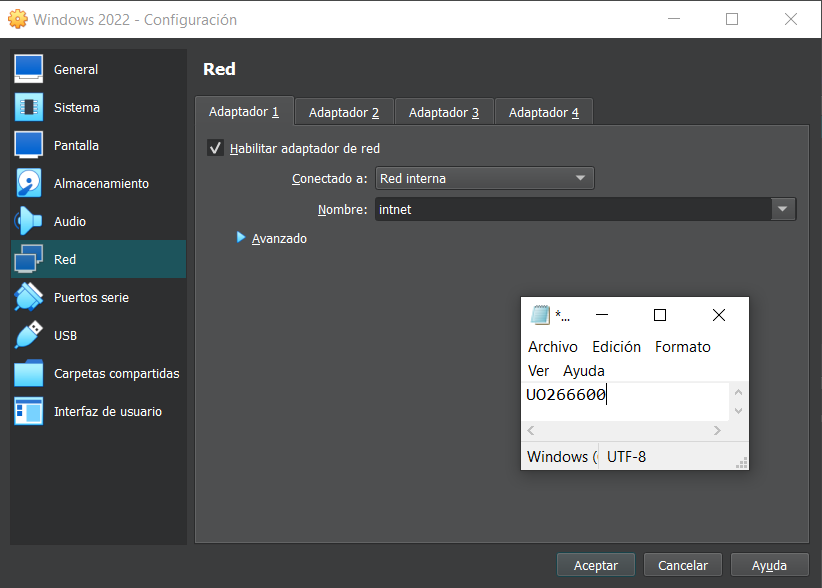 Windows 2022 - Configuración
General
Sistema
Pantalla
Almacenamiento
Audio
Red
Puertos serie
USB
Carpetas compartidas
Interfaz de usuario
Red
Adaptador 1
Adaptador 2
Adaptador 3
Adaptador 4
Habilitar adaptador de red
Conectado a: Red interna
Nombre: intnet
Avanzado
*...
Archivo Edición Formato
Ver Ayuda
UO266600
Windows (
UTF-8
Aceptar
Cancelar
Ayuda